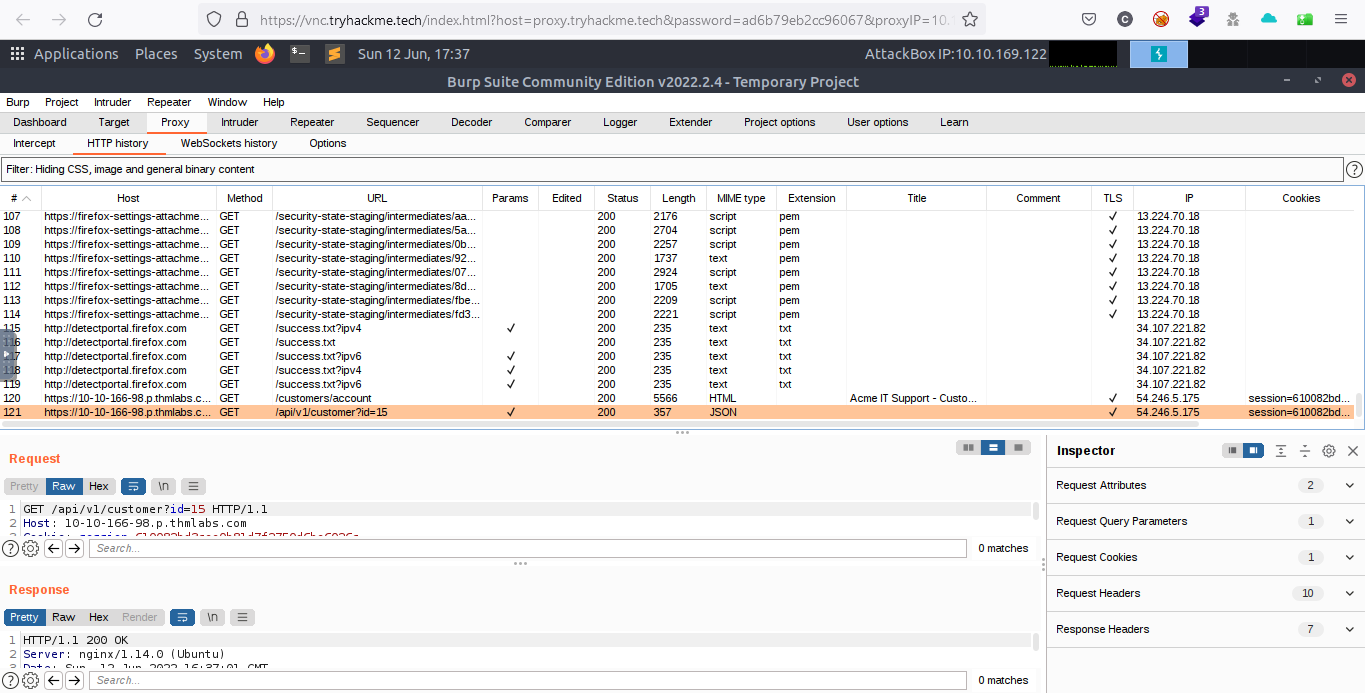 https://vnc.tryhackme.tech/index.html?host=proxy.tryhackme.tech&password=ad6b79eb2cc96067&proxyIP=10.
C
3
Applications Places System Sun 12 Jun, 17:37 AttackBox IP:10.10.169.122
Burp Suite Community Edition v2022.2.4 - Temporary Project
Burp Project Intruder Repeater Window Help
Dashboard Target Proxy Intruder Repeater Sequencer Decoder Comparer Logger Extender Project options User options Learn
Intercept HTTP history WebSockets history Options
Filter: Hiding CSS, image and general binary content
# Host Method URL Params Edited Status Length MIME type Extension Title Comment TLS IP Cookies
107 https://firefox-settings-attachme... GET /security-state-staging/intermediates/aa... 200 2176 script pem ✓ 13.224.70.18
108 https://firefox-settings-attachme... GET /security-state-staging/intermediates/5a... 200 2704 script pem ✓ 13.224.70.18
109 https://firefox-settings-attachme... GET /security-state-staging/intermediates/0b... 200 2257 script pem ✓ 13.224.70.18
110 https://firefox-settings-attachme... GET /security-state-staging/intermediates/92... 200 1737 text pem ✓ 13.224.70.18
111 https://firefox-settings-attachme... GET /security-state-staging/intermediates/07... 200 2924 script pem ✓ 13.224.70.18
112 https://firefox-settings-attachme... GET /security-state-staging/intermediates/8d... 200 1705 text pem ✓ 13.224.70.18
113 https://firefox-settings-attachme... GET /security-state-staging/intermediates/fbe... 200 2209 script pem ✓ 13.224.70.18
114 https://firefox-settings-attachme... GET /security-state-staging/intermediates/fd3... 200 2221 script pem ✓ 13.224.70.18
115 http://detectportal.firefox.com GET /success.txt?ipv4 ✓ 200 235 text txt 34.107.221.82
116 http://detectportal.firefox.com GET /success.txt 200 235 text txt 34.107.221.82
117 http://detectportal.firefox.com GET /success.txt?ipv6 ✓ 200 235 text txt 34.107.221.82
118 http://detectportal.firefox.com GET /success.txt?ipv4 ✓ 200 235 text txt 34.107.221.82
119 http://detectportal.firefox.com GET /success.txt?ipv6 ✓ 200 235 text txt 34.107.221.82
120 https://10-10-166-98.p.thmlabs.c... GET /customers/account 200 5566 HTML Acme IT Support - Custo... ✓ 54.246.5.175 session=610082bd...
121 https://10-10-166-98.p.thmlabs.c... GET /api/v1/customer?id=15 ✓ 200 357 JSON ✓ 54.246.5.175 session=610082bd...
Request
Pretty Raw Hex \n
1 GET /api/v1/customer?id=15 HTTP/1.1
2 Host: 10-10-166-98.p.thmlabs.com
Search... 0 matches
Response
Pretty Raw Hex Render \n
1 HTTP/1.1 200 OK
2 Server: nginx/1.14.0 (Ubuntu)
3 Date: Sun, 12 Jun 2022 16:37:01 GMT
Search... 0 matches
Inspector
Request Attributes 2
Request Query Parameters 1
Request Cookies 1
Request Headers 10
Response Headers 7